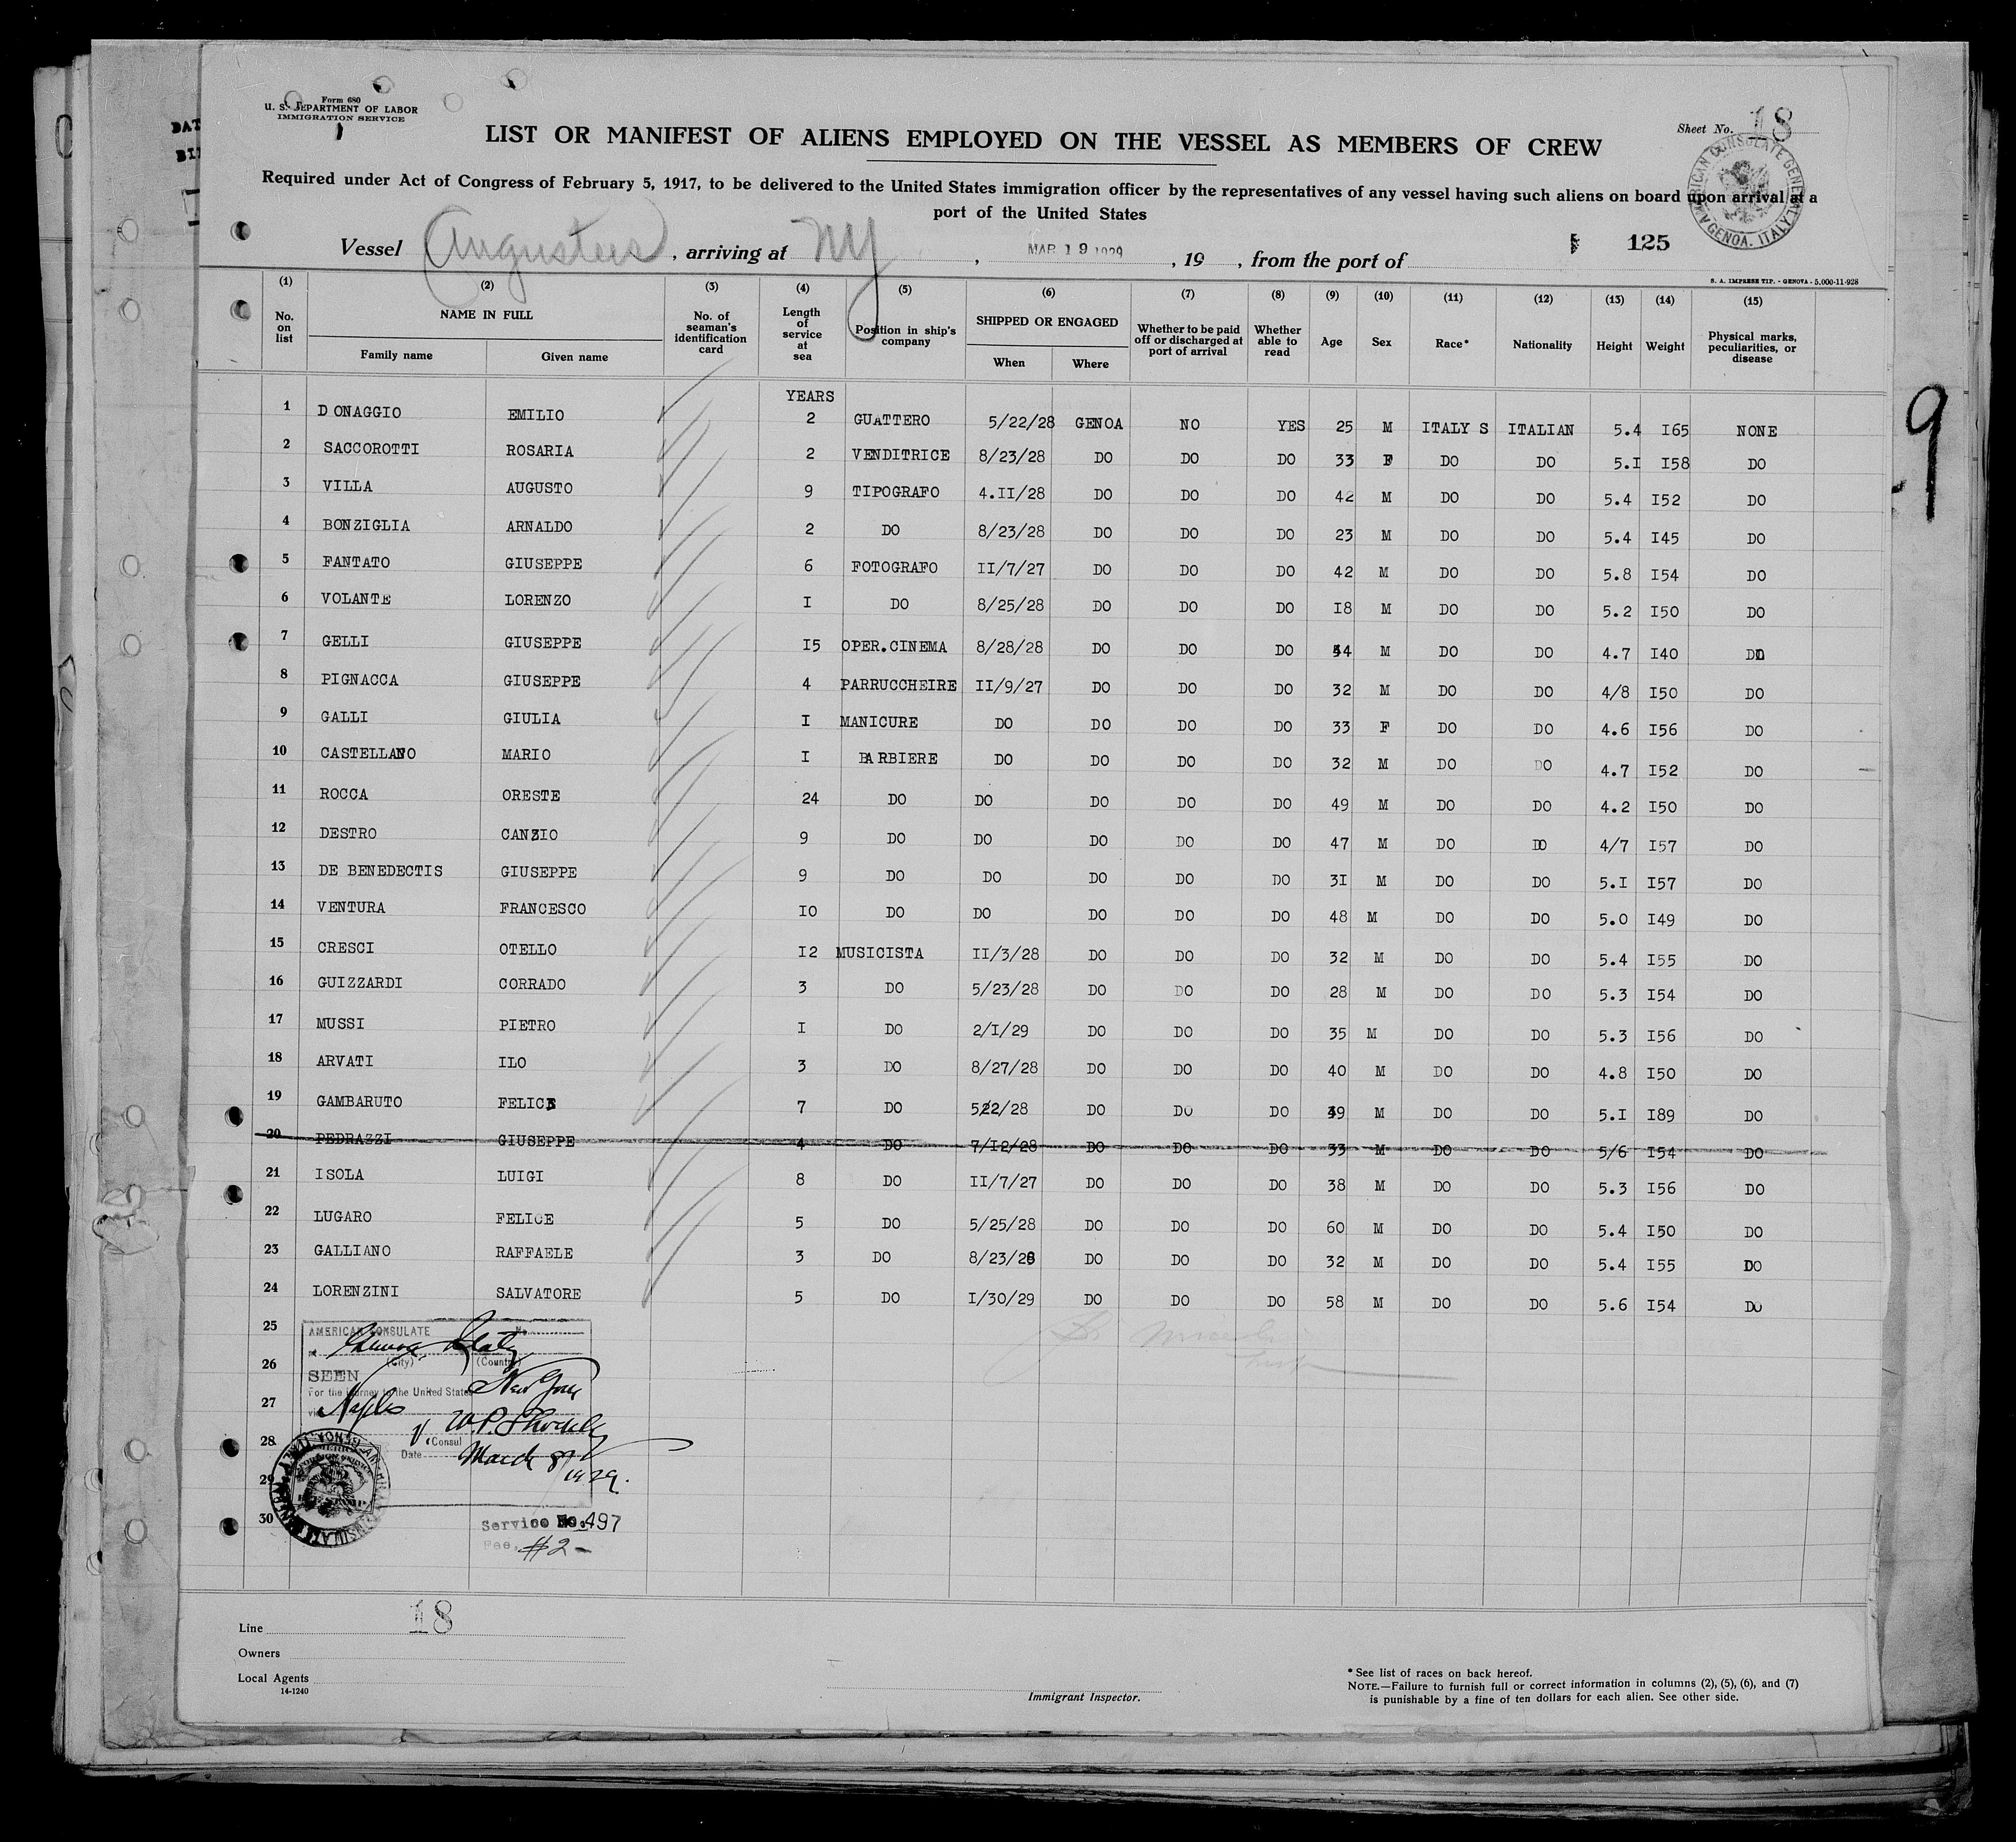 Form 680
U. S. DEPARTMENT OF LABOR
IMMIGRATION SERVICE
LIST OR MANIFEST OF ALIENS EMPLOYED ON THE VESSEL AS MEMBERS OF CREW
Sheet No. 18
AMERICAN CONSULATE GENERAL GENOA. ITALY
Required under Act of Congress of February 5, 1917, to be delivered to the United States immigration officer by the representatives of any vessel having such aliens on board upon arrival at a
port of the United States
Vessel Augustus, arriving at NY, MAR 19 1929, 19 , from the port of 125
S. A. IMPRESE TIP. - GENOVA - 5.000-11-928
(1) (2) (3) (4) (5) (6) (7) (8) (9) (10) (11) (12) (13) (14) (15)
No. on list NAME IN FULL Family name Given name No. of seaman's identification card Length of service at sea Position in ship's company SHIPPED OR ENGAGED When Where Whether to be paid off or discharged at port of arrival Whether able to read Age Sex Race* Nationality Height Weight Physical marks, peculiarities, or disease
YEARS
1 DONAGGIO EMILIO 2 GUATTERO 5/22/28 GENOA NO YES 25 M ITALY S ITALIAN 5.4 I65 NONE
2 SACCOROTTI ROSARIA 2 VENDITRICE 8/23/28 DO DO DO 33 F DO DO 5.I I58 DO
3 VILLA AUGUSTO 9 TIPOGRAFO 4.II/28 DO DO DO 42 M DO DO 5.4 I52 DO
4 BONZIGLIA ARNALDO 2 DO 8/23/28 DO DO DO 23 M DO DO 5.4 I45 DO
5 FANTATO GIUSEPPE 6 FOTOGRAFO II/7/27 DO DO DO 42 M DO DO 5.8 I54 DO
6 VOLANTE LORENZO I DO 8/25/28 DO DO DO I8 M DO DO 5.2 I50 DO
7 GELLI GIUSEPPE I5 OPER.CINEMA 8/28/28 DO DO DO 44 M DO DO 4.7 I40 DO
8 PIGNACCA GIUSEPPE 4 PARRUCCHEIRE II/9/27 DO DO DO 32 M DO DO 4/8 I50 DO
9 GALLI GIULIA I MANICURE DO DO DO DO 33 F DO DO 4.6 I56 DO
10 CASTELLANO MARIO I BARBIERE DO DO DO DO 32 M DO DO 4.7 I52 DO
11 ROCCA ORESTE 24 DO DO DO DO DO 49 M DO DO 4.2 I50 DO
12 DESTRO CANZIO 9 DO DO DO DO DO 47 M DO DO 4/7 I57 DO
13 DE BENEDECTIS GIUSEPPE 9 DO DO DO DO DO 3I M DO DO 5.I I57 DO
14 VENTURA FRANCESCO IO DO DO DO DO DO 48 M DO DO 5.0 I49 DO
15 CRESCI OTELLO I2 MUSICISTA II/3/28 DO DO DO 32 M DO DO 5.4 I55 DO
16 GUIZZARDI CORRADO 3 DO 5/23/28 DO DO DO 28 M DO DO 5.3 I54 DO
17 MUSSI PIETRO I DO 2/I/29 DO DO DO 35 M DO DO 5.3 I56 DO
18 ARVATI ILO 3 DO 8/27/28 DO DO DO 40 M DO DO 4.8 I50 DO
19 GAMBARUTO FELICE 7 DO 5/22/28 DO DO DO 39 M DO DO 5.I I89 DO
20 PEDRAZZI GIUSEPPE 4 DO 7/I2/28 DO DO DO 33 M DO DO 5/6 I54 DO
21 ISOLA LUIGI 8 DO II/7/27 DO DO DO 38 M DO DO 5.3 I56 DO
22 LUGARO FELICE 5 DO 5/25/28 DO DO DO 60 M DO DO 5.4 I50 DO
23 GALLIANO RAFFAELE 3 DO 8/23/28 DO DO DO 32 M DO DO 5.4 I55 DO
24 LORENZINI SALVATORE 5 DO I/30/29 DO DO DO 58 M DO DO 5.6 I54 DO
25
26
27
28
29
30
AMERICAN CONSULATE
Genoa Italy
(City) (Country)
SEEN
For the journey to the United States New York
via Naples
V. Consul
Date March 8, 1929.
Service No. 497
Fee, $2-
9
Line 18
Owners
Local Agents
14-1240
Immigrant Inspector.
* See list of races on back hereof.
NOTE.—Failure to furnish full or correct information in columns (2), (5), (6), and (7)
is punishable by a fine of ten dollars for each alien. See other side.